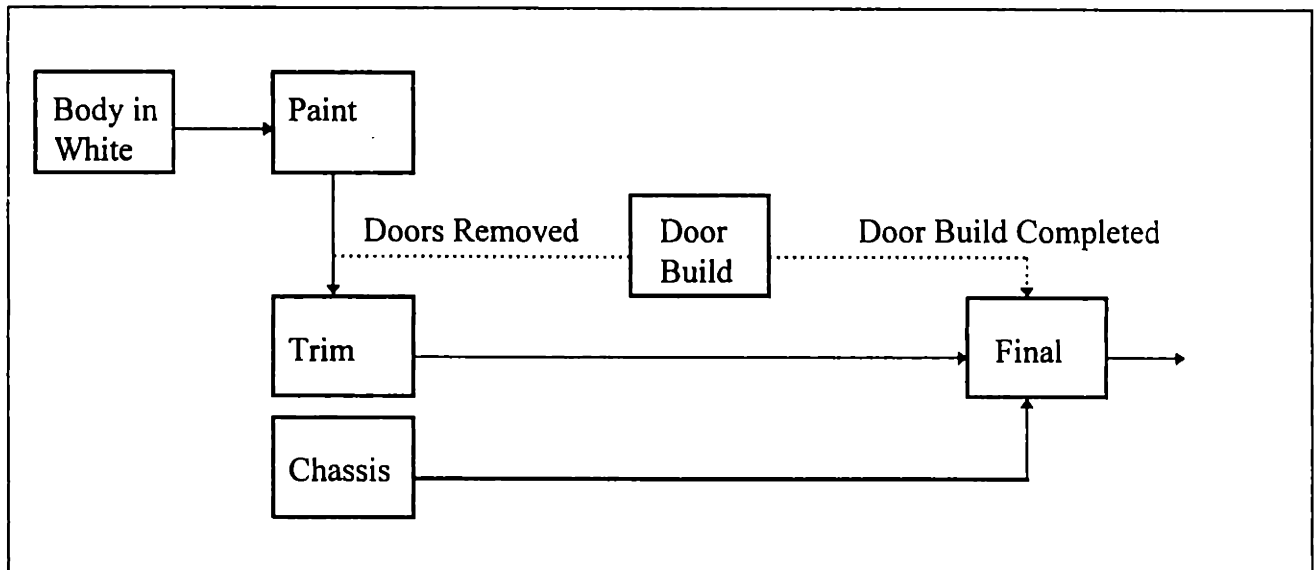 Body in
White
Paint
Doors Removed
Door
Build
Door Build Completed
Trim
Final
Chassis